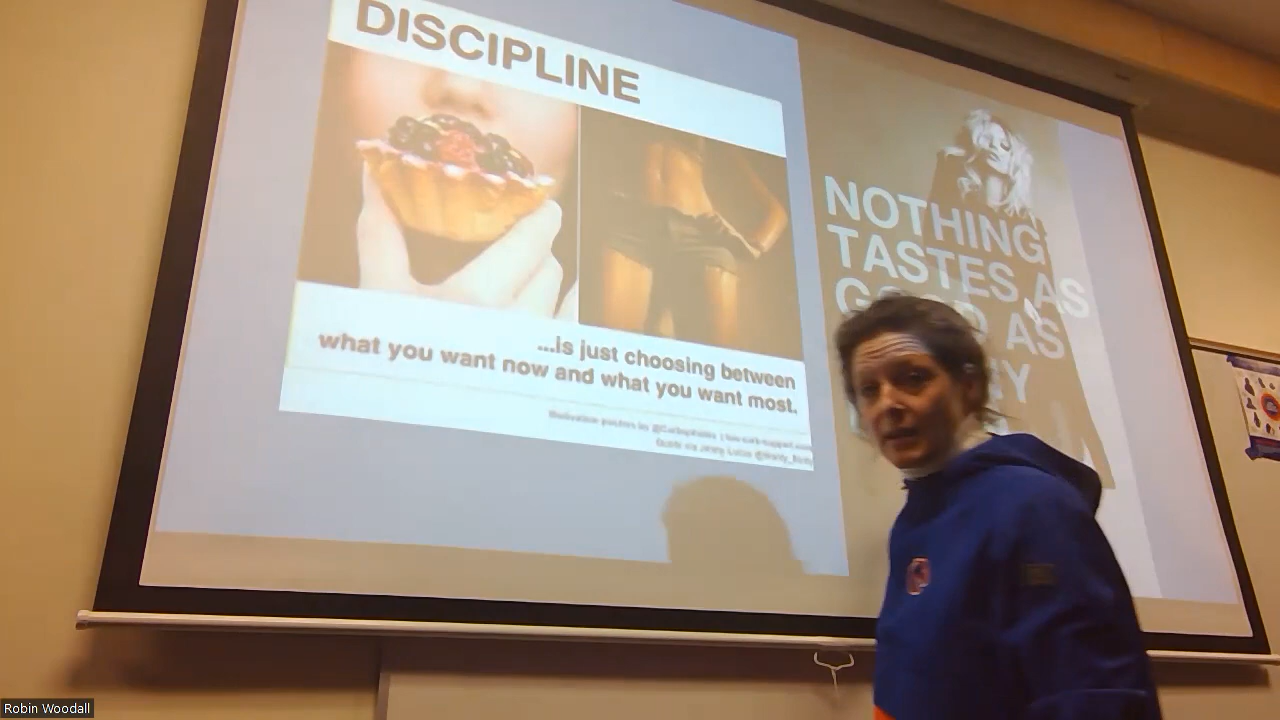 DISCIPLINE
...is just choosing between
what you want now and what you want most.
NOTHING
TASTES AS
AS
Robin Woodall